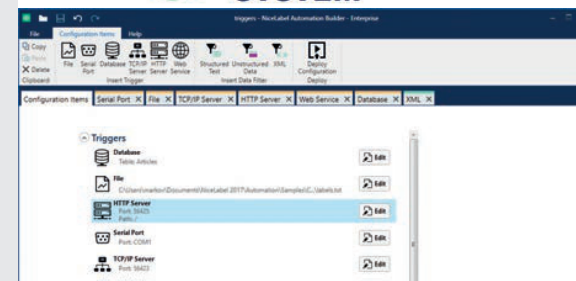 SYSTEM
triggers - NiceLabel Automation Builder - Enterprise
File Configuration Items Help
Copy
Paste
Delete
Clipboard
File Serial Port Database TCP/IP Server HTTP Server Web Service
Insert Trigger
Structured Text Unstructured Data XML
Insert Data Filter
Deploy Configuration
Deploy
Configuration Items Serial Port File TCP/IP Server HTTP Server Web Service Database XML
Triggers
Database Edit
Table: Articles
File Edit
HTTP Server Edit
Path: /
Serial Port Edit
Port: COM1
TCP/IP Server Edit